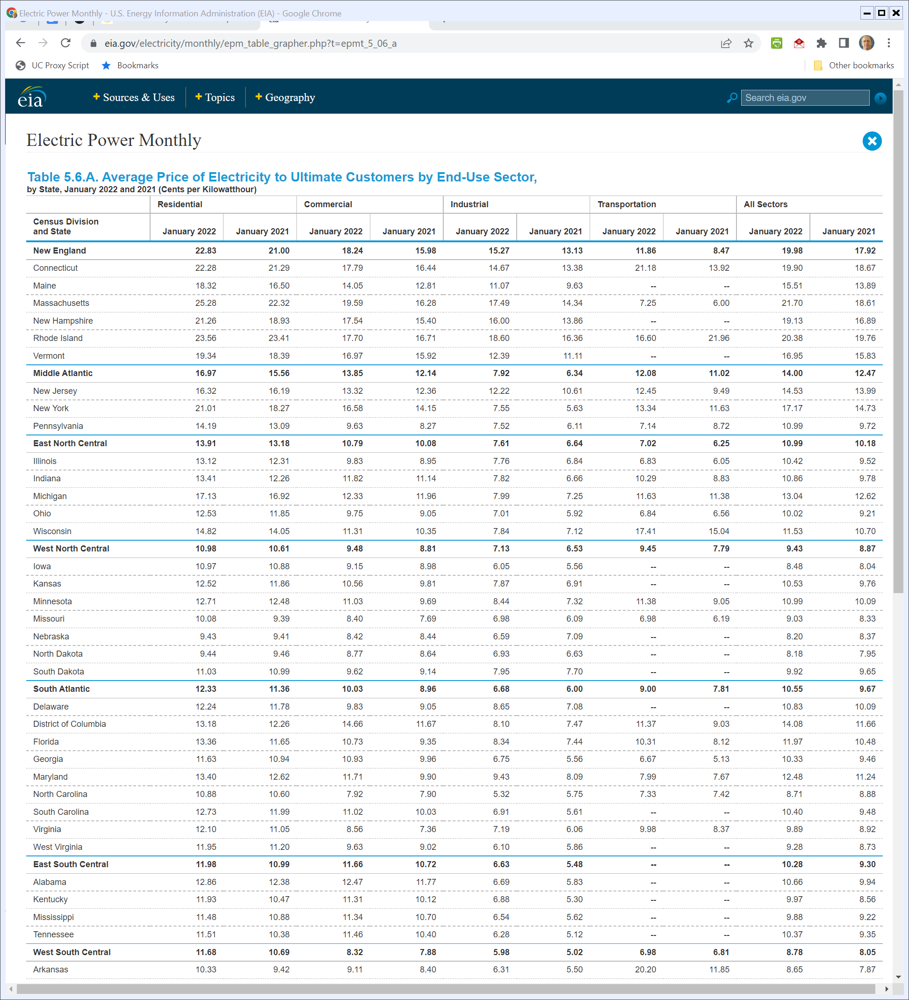 Electric Power Monthly - U.S. Energy Information Administration (EIA) - Google Chrome
eia.gov/electricity/monthly/epm_table_grapher.php?t=epmt_5_06_a
UC Proxy Script Bookmarks Other bookmarks
eia + Sources & Uses + Topics + Geography Search eia.gov
Electric Power Monthly
Table 5.6.A. Average Price of Electricity to Ultimate Customers by End-Use Sector,
by State, January 2022 and 2021 (Cents per Kilowatthour)
Residential Commercial Industrial Transportation All Sectors
Census Division
and State January 2022 January 2021 January 2022 January 2021 January 2022 January 2021 January 2022 January 2021 January 2022 January 2021
New England 22.83 21.00 18.24 15.98 15.27 13.13 11.86 8.47 19.98 17.92
Connecticut 22.28 21.29 17.79 16.44 14.67 13.38 21.18 13.92 19.90 18.67
Maine 18.32 16.50 14.05 12.81 11.07 9.63 -- -- 15.51 13.89
Massachusetts 25.28 22.32 19.59 16.28 17.49 14.34 7.25 6.00 21.70 18.61
New Hampshire 21.26 18.93 17.54 15.40 16.00 13.86 -- -- 19.13 16.89
Rhode Island 23.56 23.41 17.70 16.71 18.60 16.36 16.60 21.96 20.38 19.76
Vermont 19.34 18.39 16.97 15.92 12.39 11.11 -- -- 16.95 15.83
Middle Atlantic 16.97 15.56 13.85 12.14 7.92 6.34 12.08 11.02 14.00 12.47
New Jersey 16.32 16.19 13.32 12.36 12.22 10.61 12.45 9.49 14.53 13.99
New York 21.01 18.27 16.58 14.15 7.55 5.63 13.34 11.63 17.17 14.73
Pennsylvania 14.19 13.09 9.63 8.27 7.52 6.11 7.14 8.72 10.99 9.72
East North Central 13.91 13.18 10.79 10.08 7.61 6.64 7.02 6.25 10.99 10.18
Illinois 13.12 12.31 9.83 8.95 7.76 6.84 6.83 6.05 10.42 9.52
Indiana 13.41 12.26 11.82 11.14 7.82 6.66 10.29 8.83 10.86 9.78
Michigan 17.13 16.92 12.33 11.96 7.99 7.25 11.63 11.38 13.04 12.62
Ohio 12.53 11.85 9.75 9.05 7.01 5.92 6.84 6.56 10.02 9.21
Wisconsin 14.82 14.05 11.31 10.35 7.84 7.12 17.41 15.04 11.53 10.70
West North Central 10.98 10.61 9.48 8.81 7.13 6.53 9.45 7.79 9.43 8.87
Iowa 10.97 10.88 9.15 8.98 6.05 5.56 -- -- 8.48 8.04
Kansas 12.52 11.86 10.56 9.81 7.87 6.91 -- -- 10.53 9.76
Minnesota 12.71 12.48 11.03 9.69 8.44 7.32 11.38 9.05 10.99 10.09
Missouri 10.08 9.39 8.40 7.69 6.98 6.09 6.98 6.19 9.03 8.33
Nebraska 9.43 9.41 8.42 8.44 6.59 7.09 -- -- 8.20 8.37
North Dakota 9.44 9.46 8.77 8.64 6.93 6.63 -- -- 8.18 7.95
South Dakota 11.03 10.99 9.62 9.14 7.95 7.70 -- -- 9.92 9.65
South Atlantic 12.33 11.36 10.03 8.96 6.68 6.00 9.00 7.81 10.55 9.67
Delaware 12.24 11.78 9.83 9.05 8.65 7.08 -- -- 10.83 10.09
District of Columbia 13.18 12.26 14.66 11.67 8.10 7.47 11.37 9.03 14.08 11.66
Florida 13.36 11.65 10.73 9.35 8.34 7.44 10.31 8.12 11.97 10.48
Georgia 11.63 10.94 10.93 9.96 6.75 5.56 6.67 5.13 10.33 9.46
Maryland 13.40 12.62 11.71 9.90 9.43 8.09 7.99 7.67 12.48 11.24
North Carolina 10.88 10.60 7.92 7.90 5.32 5.75 7.33 7.42 8.71 8.88
South Carolina 12.73 11.99 11.02 10.03 6.91 5.61 -- -- 10.40 9.48
Virginia 12.10 11.05 8.56 7.36 7.19 6.06 9.98 8.37 9.89 8.92
West Virginia 11.95 11.20 9.63 9.02 6.10 5.86 -- -- 9.28 8.73
East South Central 11.98 10.99 11.66 10.72 6.63 5.48 -- -- 10.28 9.30
Alabama 12.86 12.38 12.47 11.77 6.69 5.83 -- -- 10.66 9.94
Kentucky 11.93 10.47 11.31 10.12 6.88 5.30 -- -- 9.97 8.56
Mississippi 11.48 10.88 11.34 10.70 6.54 5.62 -- -- 9.88 9.22
Tennessee 11.51 10.38 11.46 10.40 6.28 5.12 -- -- 10.37 9.35
West South Central 11.68 10.69 8.32 7.88 5.98 5.02 6.98 6.81 8.78 8.05
Arkansas 10.33 9.42 9.11 8.40 6.31 5.50 20.20 11.85 8.65 7.87